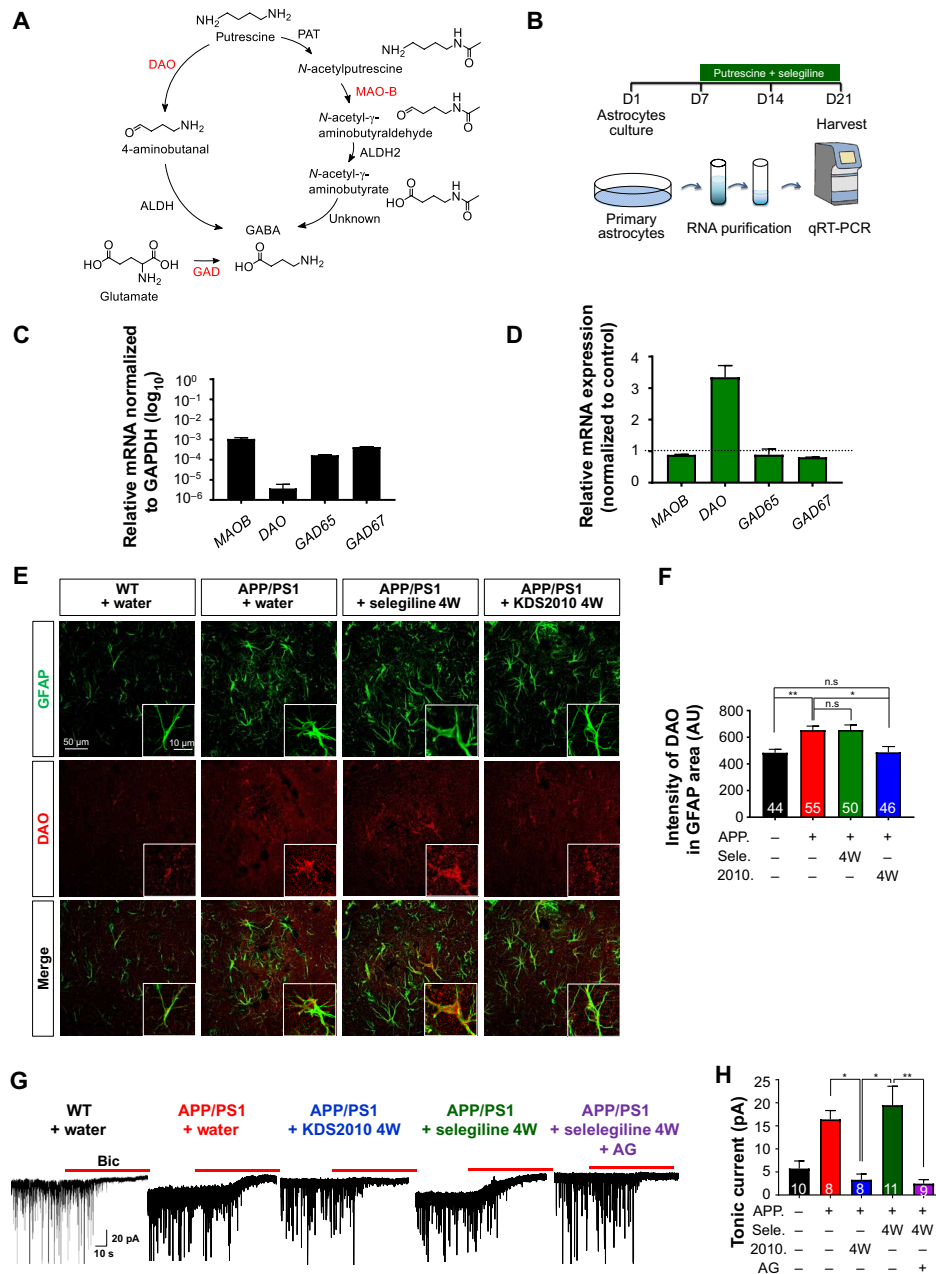 A
NH₂ NH₂
Putrescine
PAT
DAO
NH₂ H N O
N-acetylputrescine
MAO-B
O NH₂
4-aminobutanal
N-acetyl-γ-
aminobutyraldehyde
O H N O
ALDH2
N-acetyl-γ-
aminobutyrate
HO O H N O
ALDH
Unknown
GABA
HO O O OH NH₂
GAD
HO O NH₂
Glutamate
B
Putrescine + selegiline
D1 D7 D14 D21
Astrocytes
culture
Harvest
Primary
astrocytes
RNA purification
qRT-PCR
C
Relative mRNA normalized
to GAPDH (log₁₀)
10⁰
10⁻¹
10⁻²
10⁻³
10⁻⁴
10⁻⁵
10⁻⁶
MAOB DAO GAD65 GAD67
D
Relative mRNA expression
(normalized to control)
4
3
2
1
0
MAOB DAO GAD65 GAD67
E
WT
+ water
APP/PS1
+ water
APP/PS1
+ selegiline 4W
APP/PS1
+ KDS2010 4W
GFAP
50 µm
10 µm
DAO
Merge
F
Intensity of DAO
in GFAP area (AU)
n.s
** *
n.s
800
600
400
200
0
44 55 50 46
APP. – + + +
Sele. – – 4W –
2010. – – – 4W
G
WT
+ water
APP/PS1
+ water
APP/PS1
+ KDS2010 4W
APP/PS1
+ selegiline 4W
APP/PS1
+ selelegiline 4W
+ AG
Bic
20 pA
10 s
H
Tonic current (pA)
* * **
25
20
15
10
5
0
10 8 8 11 9
APP. – + + + +
Sele. – – – 4W 4W
2010. – – 4W – –
AG – – – – +